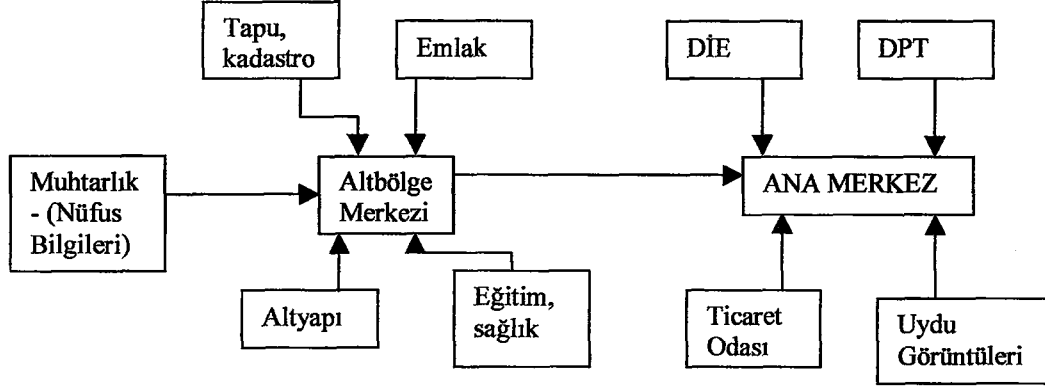 Tapu,
kadastro
Emlak
DİE
DPT
Muhtarlık
- (Nüfus
Bilgileri)
Altbölge
Merkezi
ANA MERKEZ
Altyapı
Eğitim,
sağlık
Ticaret
Odası
Uydu
Görüntüleri